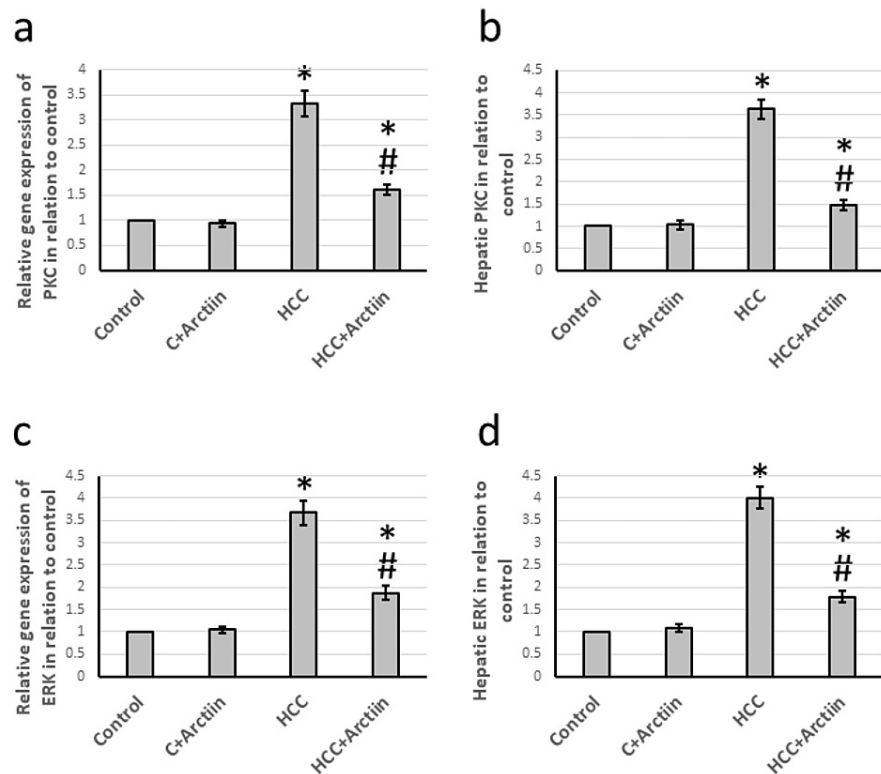 a
Relative gene expression of
PKC in relation to control
4
3.5
3
2.5
2
1.5
1
0.5
0
*
*
#
Control
C+Arctiin
HCC
HCC+Arctiin
b
Hepatic PKC in relation to
control
4.5
4
3.5
3
2.5
2
1.5
1
0.5
0
*
*
#
Control
C+Arctiin
HCC
HCC+Arctiin
c
Relative gene expression of
ERK in relation to control
4.5
4
3.5
3
2.5
2
1.5
1
0.5
0
*
*
#
Control
C+Arctiin
HCC
HCC+Arctiin
d
Hepatic ERK in relation to
control
4.5
4
3.5
3
2.5
2
1.5
1
0.5
0
*
*
#
Control
C+Arctiin
HCC
HCC+Arctiin